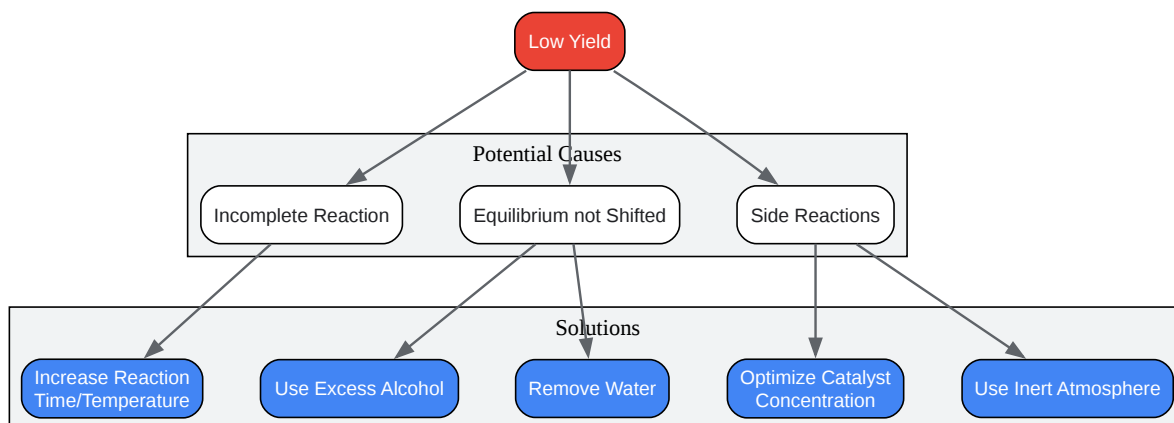 Low Yield
Potential Causes
Incomplete Reaction
Equilibrium not Shifted
Side Reactions
Solutions
Increase Reaction
Time/Temperature
Use Excess Alcohol
Remove Water
Optimize Catalyst
Concentration
Use Inert Atmosphere